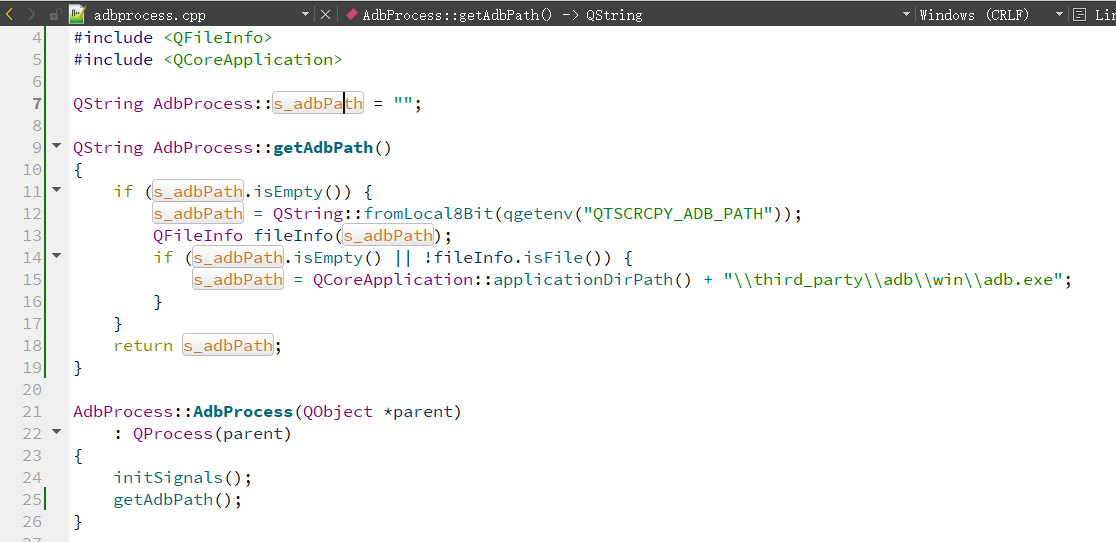 adbprocess.cpp AdbProcess::getAdbPath() -> QString Windows (CRLF)
4 #include <QFileInfo>
5 #include <QCoreApplication>
6
7 QString AdbProcess::s_adbPath = "";
8
9 QString AdbProcess::getAdbPath()
10 {
11     if (s_adbPath.isEmpty()) {
12         s_adbPath = QString::fromLocal8Bit(qgetenv("QTSCRCPY_ADB_PATH"));
13         QFileInfo fileInfo(s_adbPath);
14         if (s_adbPath.isEmpty() || !fileInfo.isFile()) {
15             s_adbPath = QCoreApplication::applicationDirPath() + "\\third_party\\adb\\win\\adb.exe";
16         }
17     }
18     return s_adbPath;
19 }
20
21 AdbProcess::AdbProcess(QObject *parent)
22     : QProcess(parent)
23 {
24     initSignals();
25     getAdbPath();
26 }